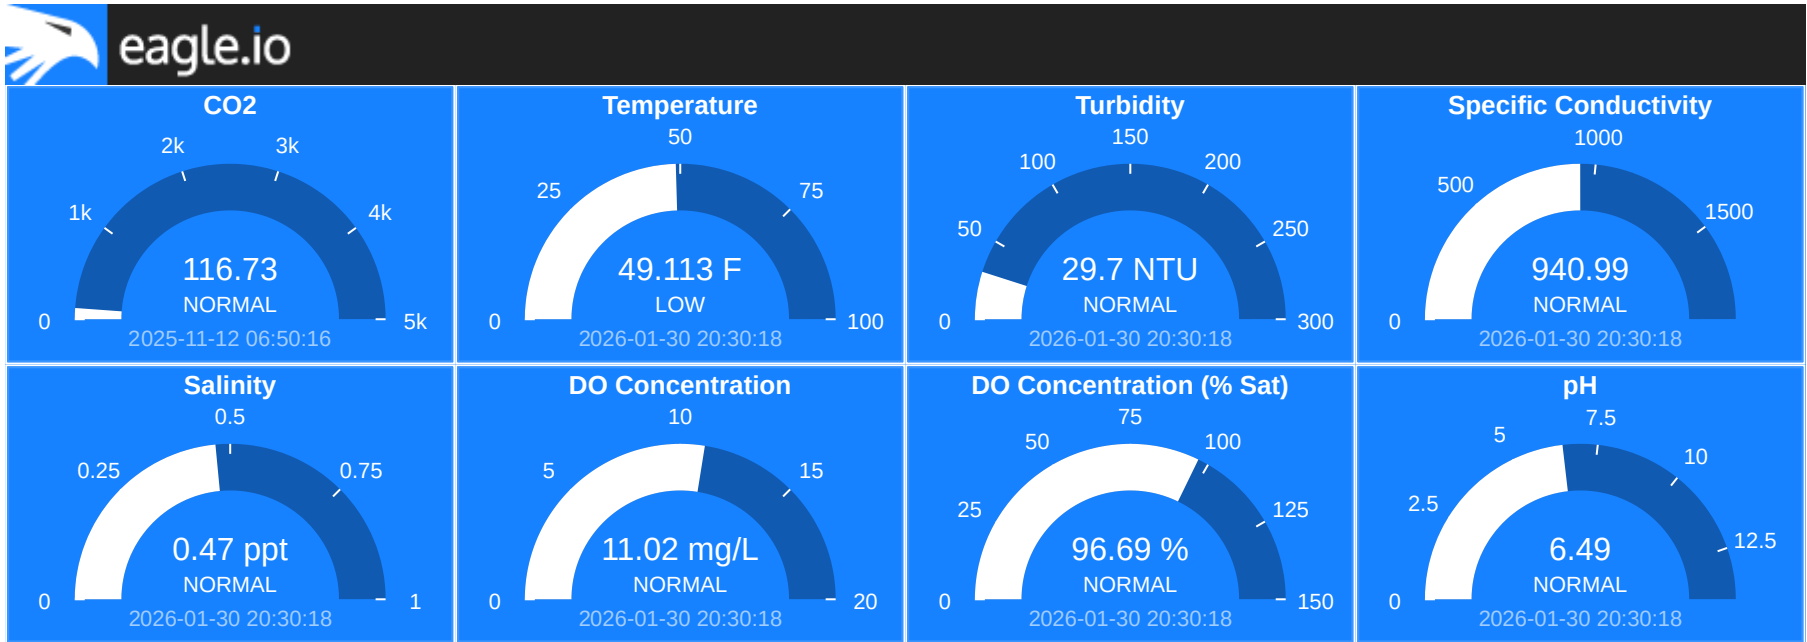 eagle.io
CO2
0
1k
2k
3k
4k
5k
116.73
NORMAL
2025-11-12 06:50:16
Temperature
0
25
50
75
100
49.113 F
LOW
2026-01-30 20:30:18
Turbidity
0
50
100
150
200
250
300
29.7 NTU
NORMAL
2026-01-30 20:30:18
Specific Conductivity
0
500
1000
1500
940.99
NORMAL
2026-01-30 20:30:18
Salinity
0
0.25
0.5
0.75
1
0.47 ppt
NORMAL
2026-01-30 20:30:18
DO Concentration
0
5
10
15
20
11.02 mg/L
NORMAL
2026-01-30 20:30:18
DO Concentration (% Sat)
0
25
50
75
100
125
150
96.69 %
NORMAL
2026-01-30 20:30:18
pH
0
2.5
5
7.5
10
12.5
6.49
NORMAL
2026-01-30 20:30:18